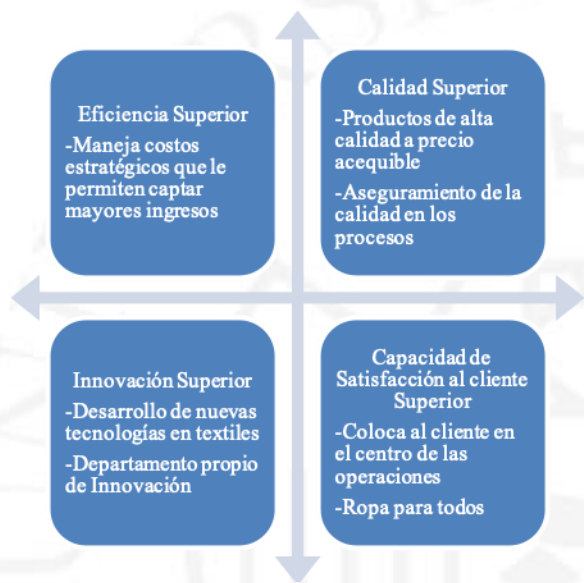 Eficiencia Superior
-Maneja costos
estratégicos que le
permiten captar
mayores ingresos
Calidad Superior
-Productos de alta
calidad a precio
acequible
-Aseguramiento de la
calidad en los
procesos
Innovación Superior
-Desarrollo de nuevas
tecnologías en textiles
-Departamento propio
de Innovación
Capacidad de
Satisfacción al cliente
Superior
-Coloca al cliente en
el centro de las
operaciones
-Ropa para todos